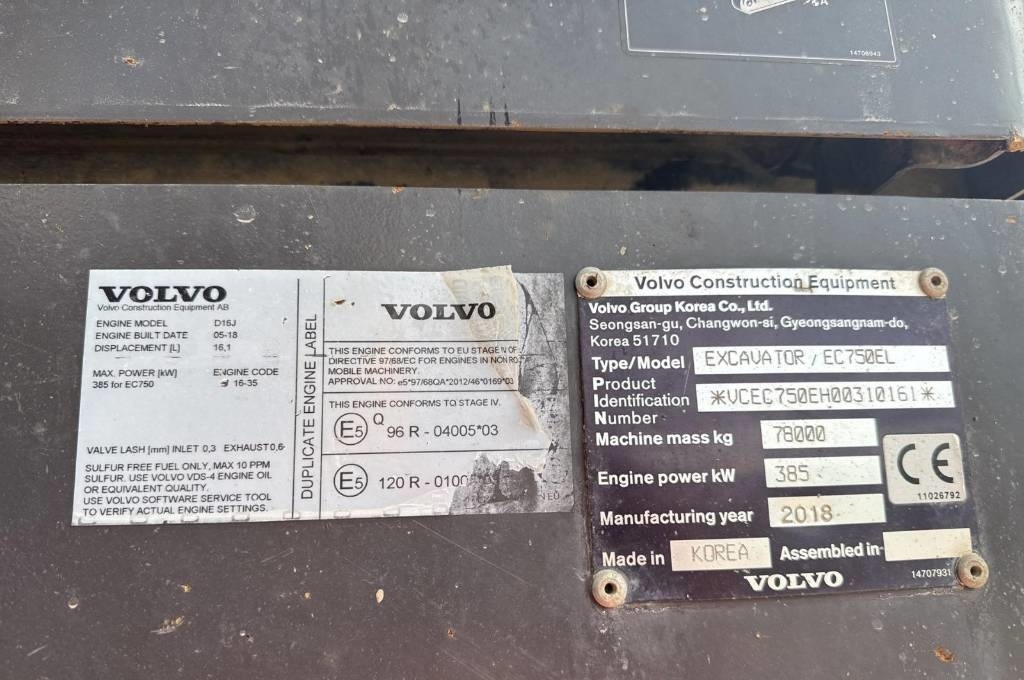 14708943
VOLVO
Volvo Construction Equipment AB
ENGINE MODEL D16J
ENGINE BUILT DATE 05-18
DISPLACEMENT [L] 16,1
MAX. POWER [kW] ENGINE CODE
385 for EC750 16-35
VALVE LASH [mm] INLET 0,3 EXHAUST 0,6
SULFUR FREE FUEL ONLY, MAX 10 PPM
SULFUR. USE VOLVO VDS-4 ENGINE OIL
OR EQUIVALENT QUALITY.
USE VOLVO SOFTWARE SERVICE TOOL
TO VERIFY ACTUAL ENGINE SETTINGS.
DUPLICATE ENGINE LABEL
VOLVO
THIS ENGINE CONFORMS TO EU STAGE IV OF
DIRECTIVE 97/68/EC FOR ENGINES IN NON RO
MOBILE MACHINERY.
APPROVAL NO: e5*97/68QA*2012/46*0169*03
THIS ENGINE CONFORMS TO STAGE IV.
E5 Q 96 R - 04005*03
E5 120 R - 0100
Volvo Construction Equipment
Volvo Group Korea Co., Ltd.
Seongsan-gu, Changwon-si, Gyeongsangnam-do,
Korea 51710
Type/Model EXCAVATOR / EC750EL
Product
Identification *VCEC750EH00310161*
Number
Machine mass kg 78000
Engine power kW 385
CE
11026792
Manufacturing year 2018
Made in KOREA Assembled in
VOLVO
14707931